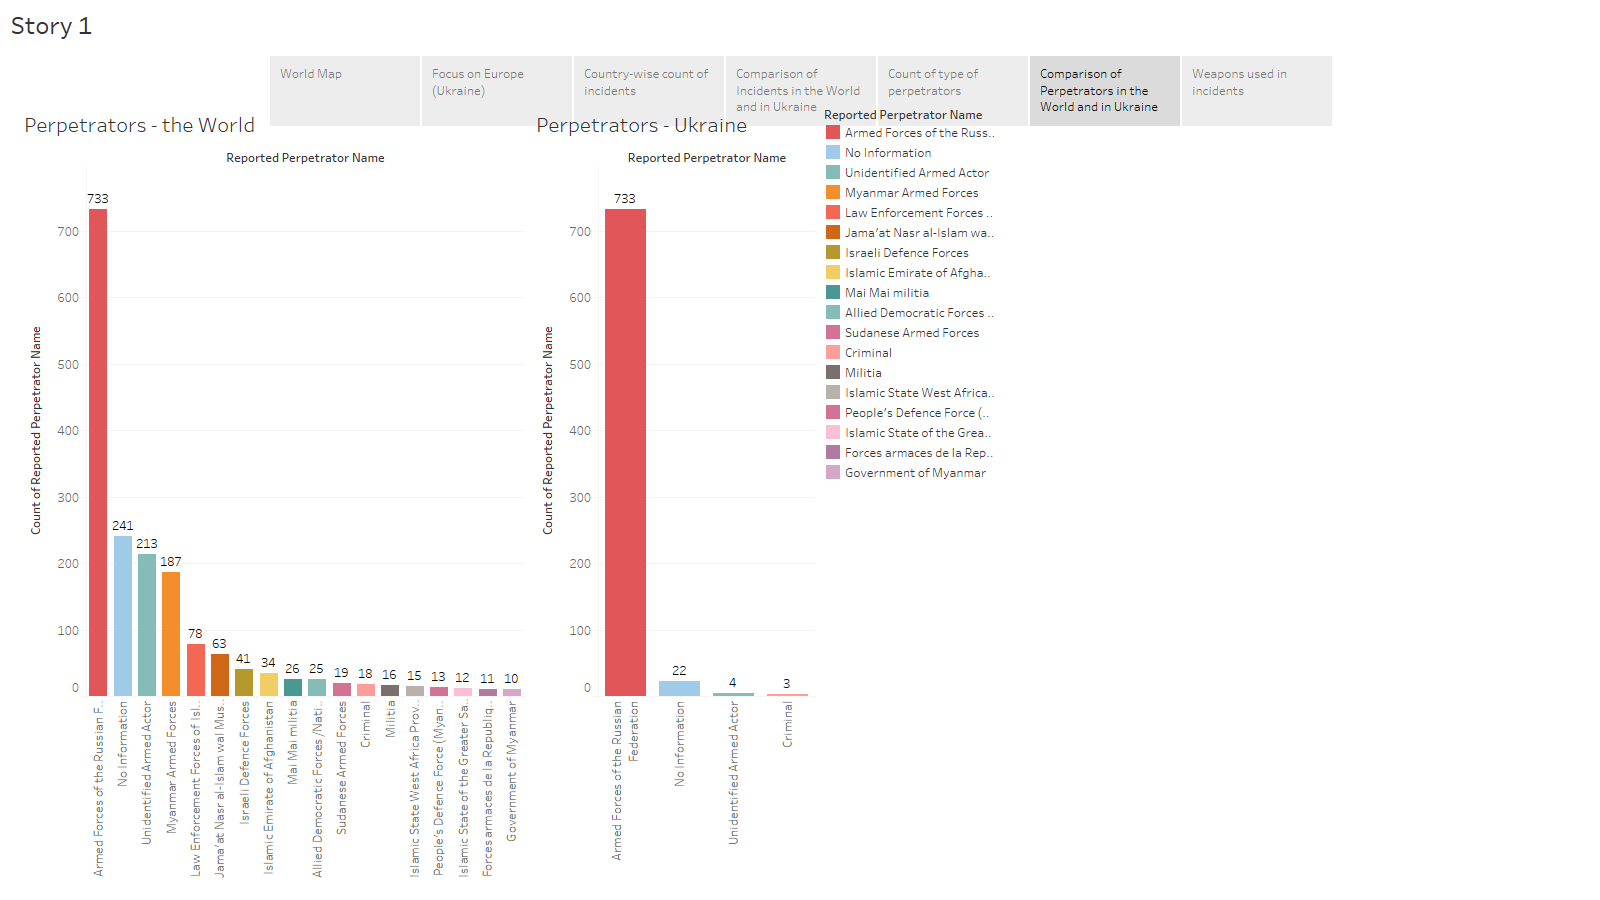 Story 1
World Map
Focus on Europe
(Ukraine)
Country-wise count of
incidents
Comparison of
Incidents in the World
and in Ukraine
Count of type of
perpetrators
Comparison of
Perpetrators in the
World and in Ukraine
Weapons used in
incidents
Perpetrators - the World
Reported Perpetrator Name
Count of Reported Perpetrator Name
700
600
500
400
300
200
100
0
733
241
213
187
78
63
41
34
26
25
19
18
16
15
13
12
11
10
Armed Forces of the Russian F..
No Information
Unidentified Armed Actor
Myanmar Armed Forces
Law Enforcement Forces of Isl..
Jama'at Nasr al-Islam wal Mus..
Israeli Defence Forces
Islamic Emirate of Afghanistan
Mai Mai militia
Allied Democratic Forces /Nati..
Sudanese Armed Forces
Criminal
Militia
Islamic State West Africa Prov..
People's Defence Force (Myan..
Islamic State of the Greater Sa..
Forces armaces de la Republiq..
Government of Myanmar
Perpetrators - Ukraine
Reported Perpetrator Name
Count of Reported Perpetrator Name
700
600
500
400
300
200
100
0
733
22
4
3
Armed Forces of the Russian
Federation
No Information
Unidentified Armed Actor
Criminal
Reported Perpetrator Name
Armed Forces of the Russ..
No Information
Unidentified Armed Actor
Myanmar Armed Forces
Law Enforcement Forces ..
Jama'at Nasr al-Islam wa..
Israeli Defence Forces
Islamic Emirate of Afgha..
Mai Mai militia
Allied Democratic Forces ..
Sudanese Armed Forces
Criminal
Militia
Islamic State West Africa..
People's Defence Force (..
Islamic State of the Grea..
Forces armaces de la Rep..
Government of Myanmar